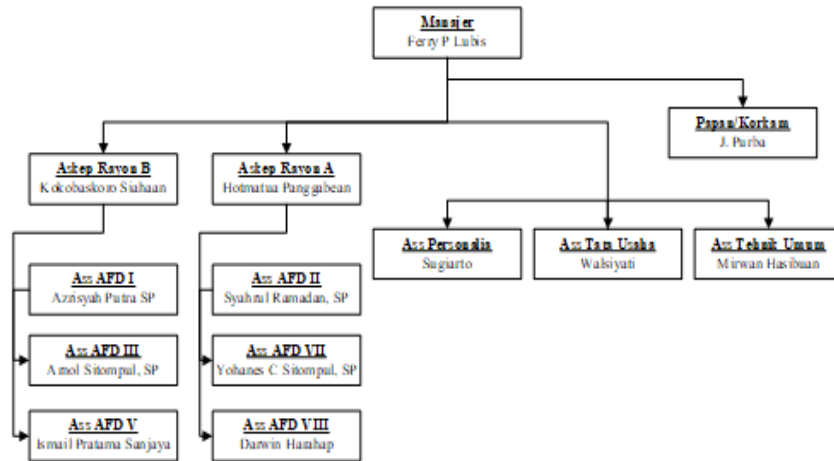 Manajer
Ferry P Lubis
Papam/Korkam
J. Purba
Askep Rayon B
Kokobaskoro Siahaan
Askep Rayon A
Hotmatua Panggabean
Ass Personalia
Sugiarto
Ass Tata Usaha
Walsiyati
Ass Tehnik Umum
Mirwan Hasibuan
Ass AFD I
Azrisyah Putra SP
Ass AFD II
Syahrul Ramadan, SP
Ass AFD III
Arnol Sitompul, SP
Ass AFD VII
Yohanes C Sitompul, SP
Ass AFD V
Ismail Pratama Sanjaya
Ass AFD VIII
Darwin Harahap